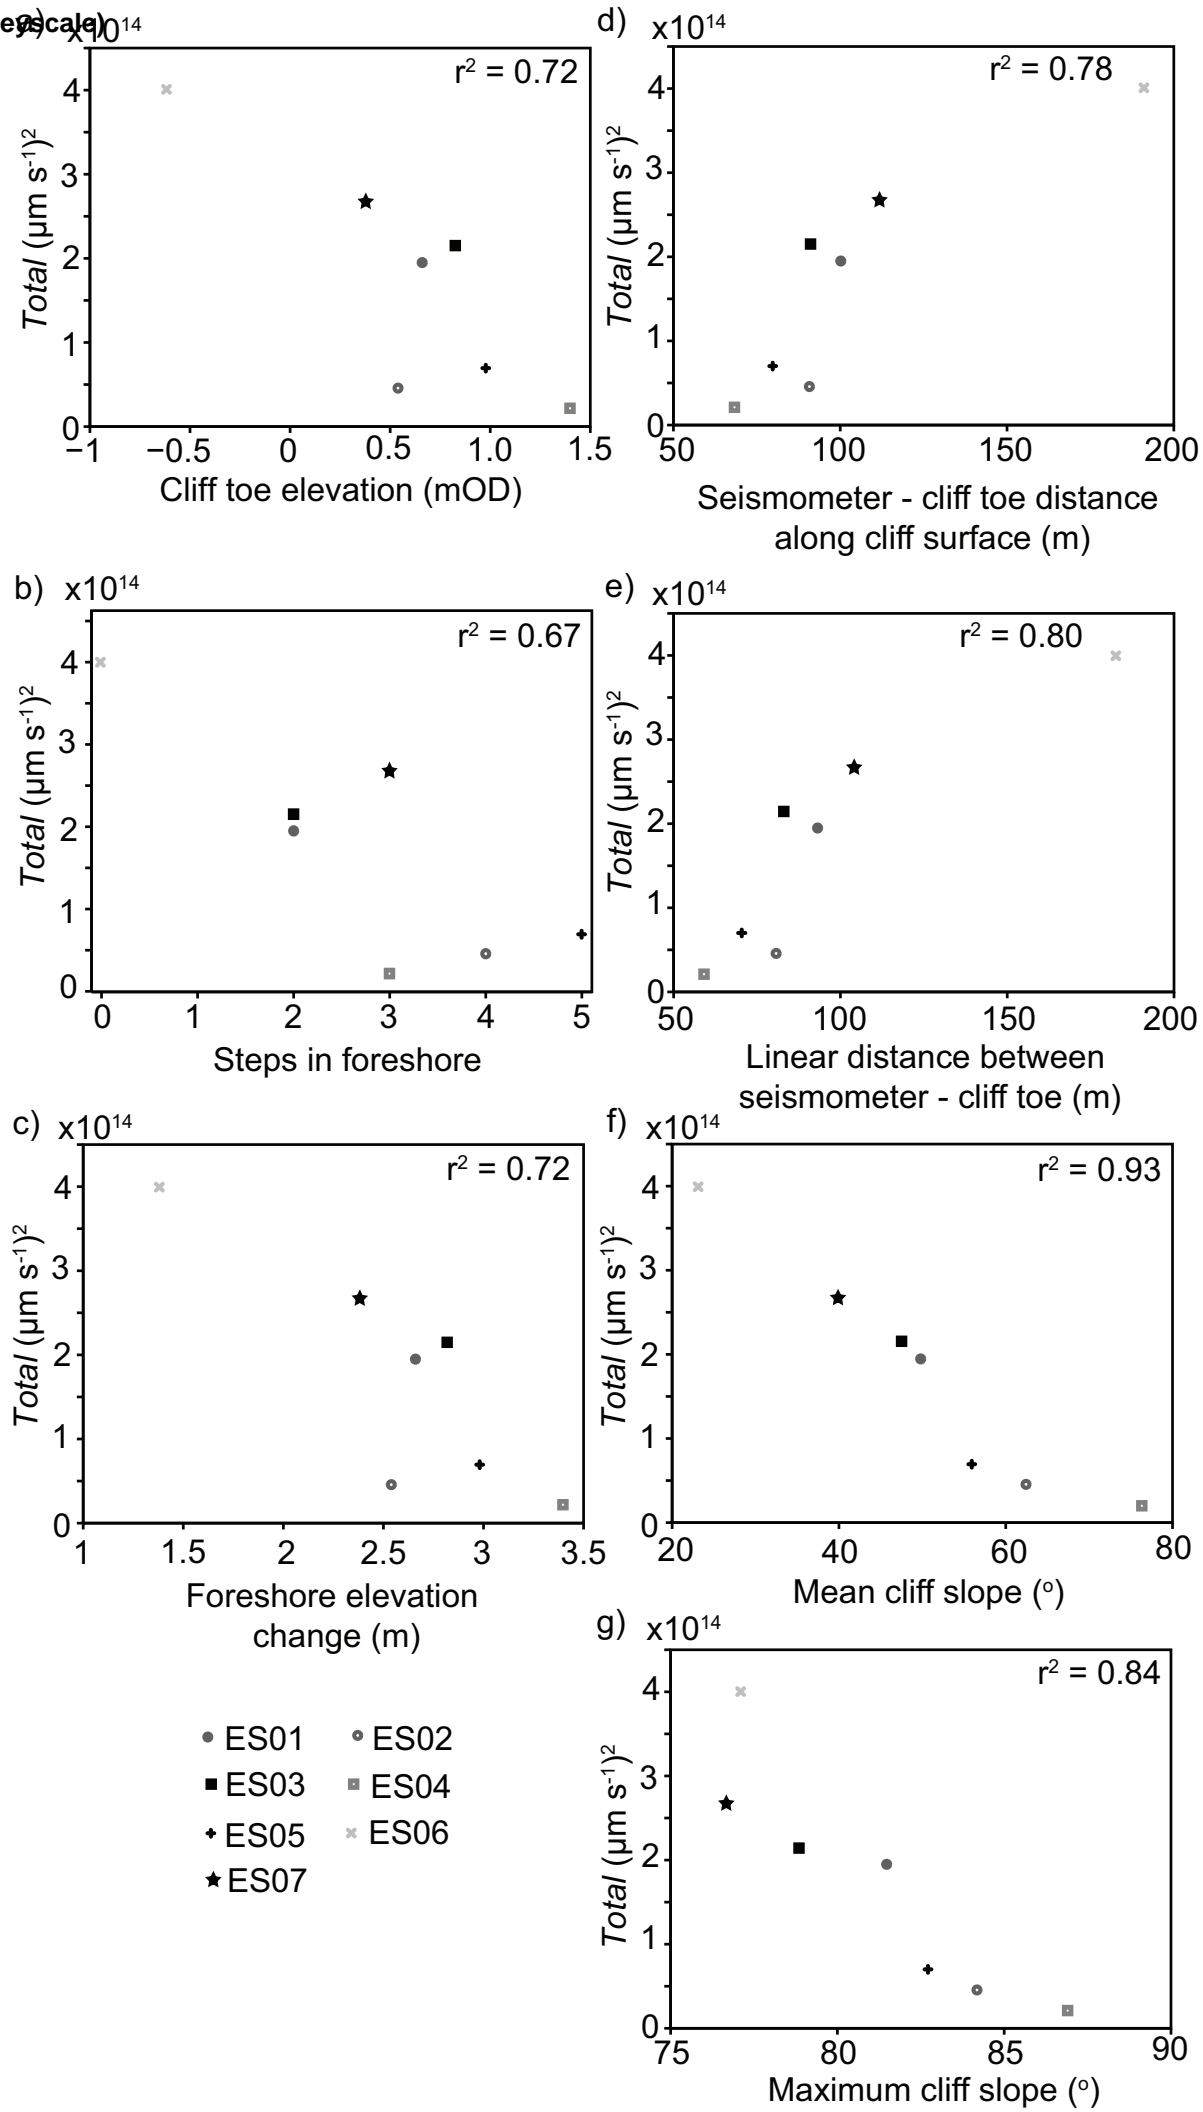 eyscale)
a) x10¹⁴
r² = 0.72
4
3
2
1
0
Total (µm s⁻¹)²
−1 −0.5 0 0.5 1.0 1.5
Cliff toe elevation (mOD)
d) x10¹⁴
r² = 0.78
4
3
2
1
0
Total (µm s⁻¹)²
50 100 150 200
Seismometer - cliff toe distance
along cliff surface (m)
b) x10¹⁴
r² = 0.67
4
3
2
1
0
Total (µm s⁻¹)²
0 1 2 3 4 5
Steps in foreshore
e) x10¹⁴
r² = 0.80
4
3
2
1
0
Total (µm s⁻¹)²
50 100 150 200
Linear distance between
seismometer - cliff toe (m)
c) x10¹⁴
r² = 0.72
4
3
2
1
0
Total (µm s⁻¹)²
1 1.5 2 2.5 3 3.5
Foreshore elevation
change (m)
f) x10¹⁴
r² = 0.93
4
3
2
1
0
Total (µm s⁻¹)²
20 40 60 80
Mean cliff slope (º)
g) x10¹⁴
r² = 0.84
4
3
2
1
0
Total (µm s⁻¹)²
75 80 85 90
Maximum cliff slope (º)
ES01 ES02
ES03 ES04
ES05 ES06
ES07